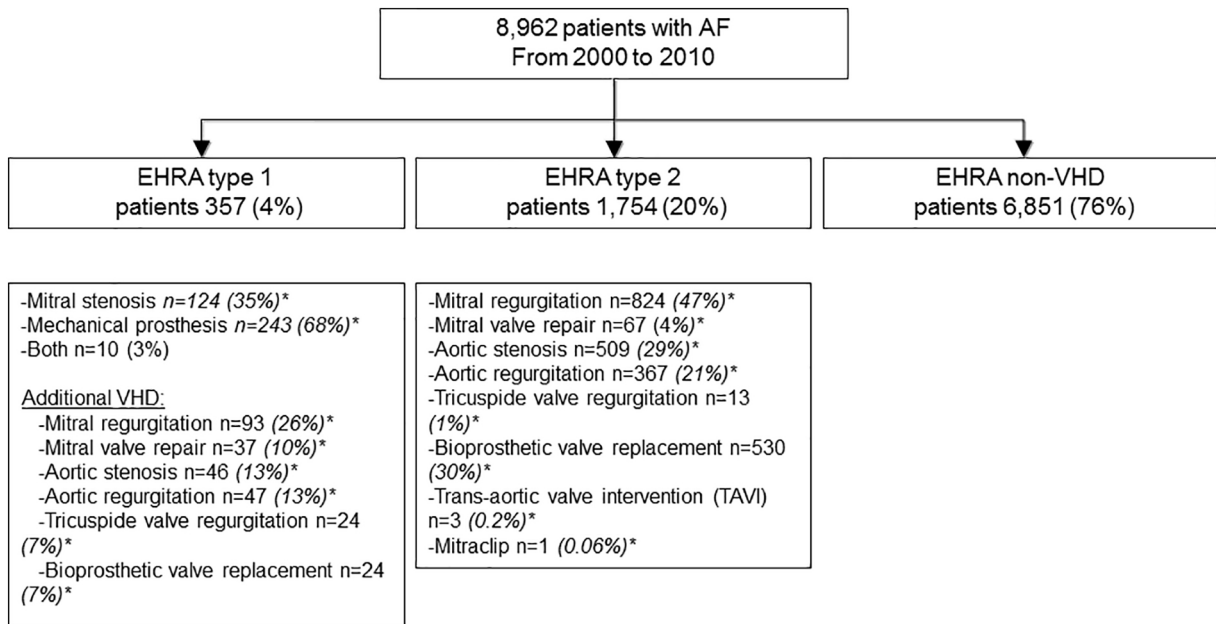 8,962 patients with AF
From 2000 to 2010
EHRA type 1
patients 357 (4%)
EHRA type 2
patients 1,754 (20%)
EHRA non-VHD
patients 6,851 (76%)
-Mitral stenosis n=124 (35%)*
-Mechanical prosthesis n=243 (68%)*
-Both n=10 (3%)
Additional VHD:
-Mitral regurgitation n=93 (26%)*
-Mitral valve repair n=37 (10%)*
-Aortic stenosis n=46 (13%)*
-Aortic regurgitation n=47 (13%)*
-Tricuspide valve regurgitation n=24
(7%)*
-Bioprosthetic valve replacement n=24
(7%)*
-Mitral regurgitation n=824 (47%)*
-Mitral valve repair n=67 (4%)*
-Aortic stenosis n=509 (29%)*
-Aortic regurgitation n=367 (21%)*
-Tricuspide valve regurgitation n=13
(1%)*
-Bioprosthetic valve replacement n=530
(30%)*
-Trans-aortic valve intervention (TAVI)
n=3 (0.2%)*
-Mitraclip n=1 (0.06%)*